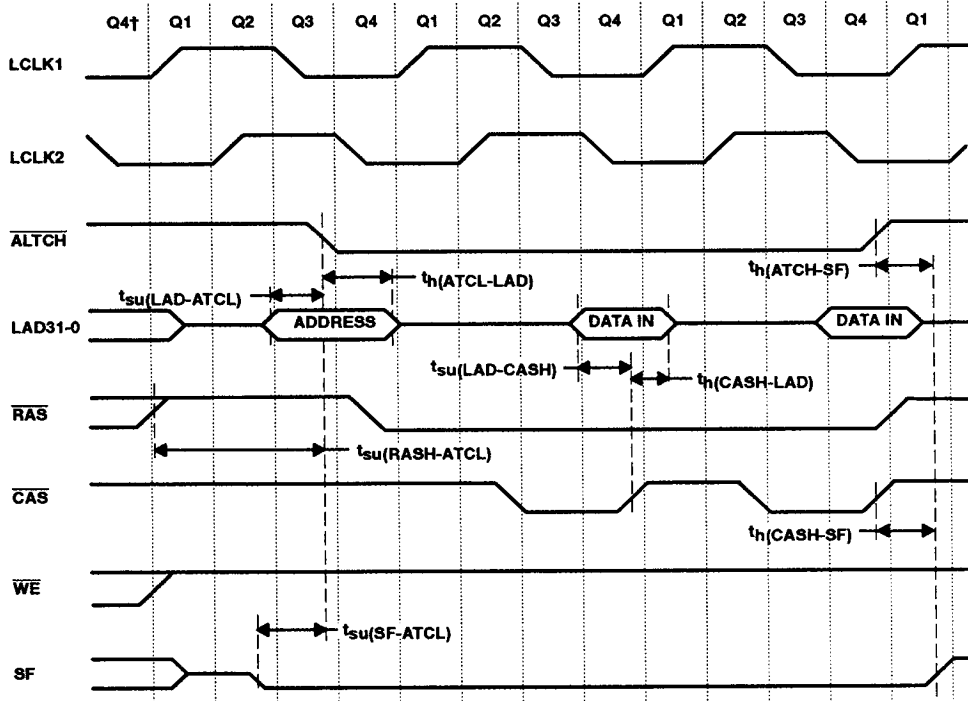 Q4† Q1 Q2 Q3 Q4 Q1 Q2 Q3 Q4 Q1 Q2 Q3 Q4 Q1
LCLK1
LCLK2
ALTCH
th(ATCH-SF)
th(ATCL-LAD)
tsu(LAD-ATCL)
LAD31-0
ADDRESS DATA IN DATA IN
tsu(LAD-CASH)
th(CASH-LAD)
RAS
tsu(RASH-ATCL)
CAS
th(CASH-SF)
WE
tsu(SF-ATCL)
SF